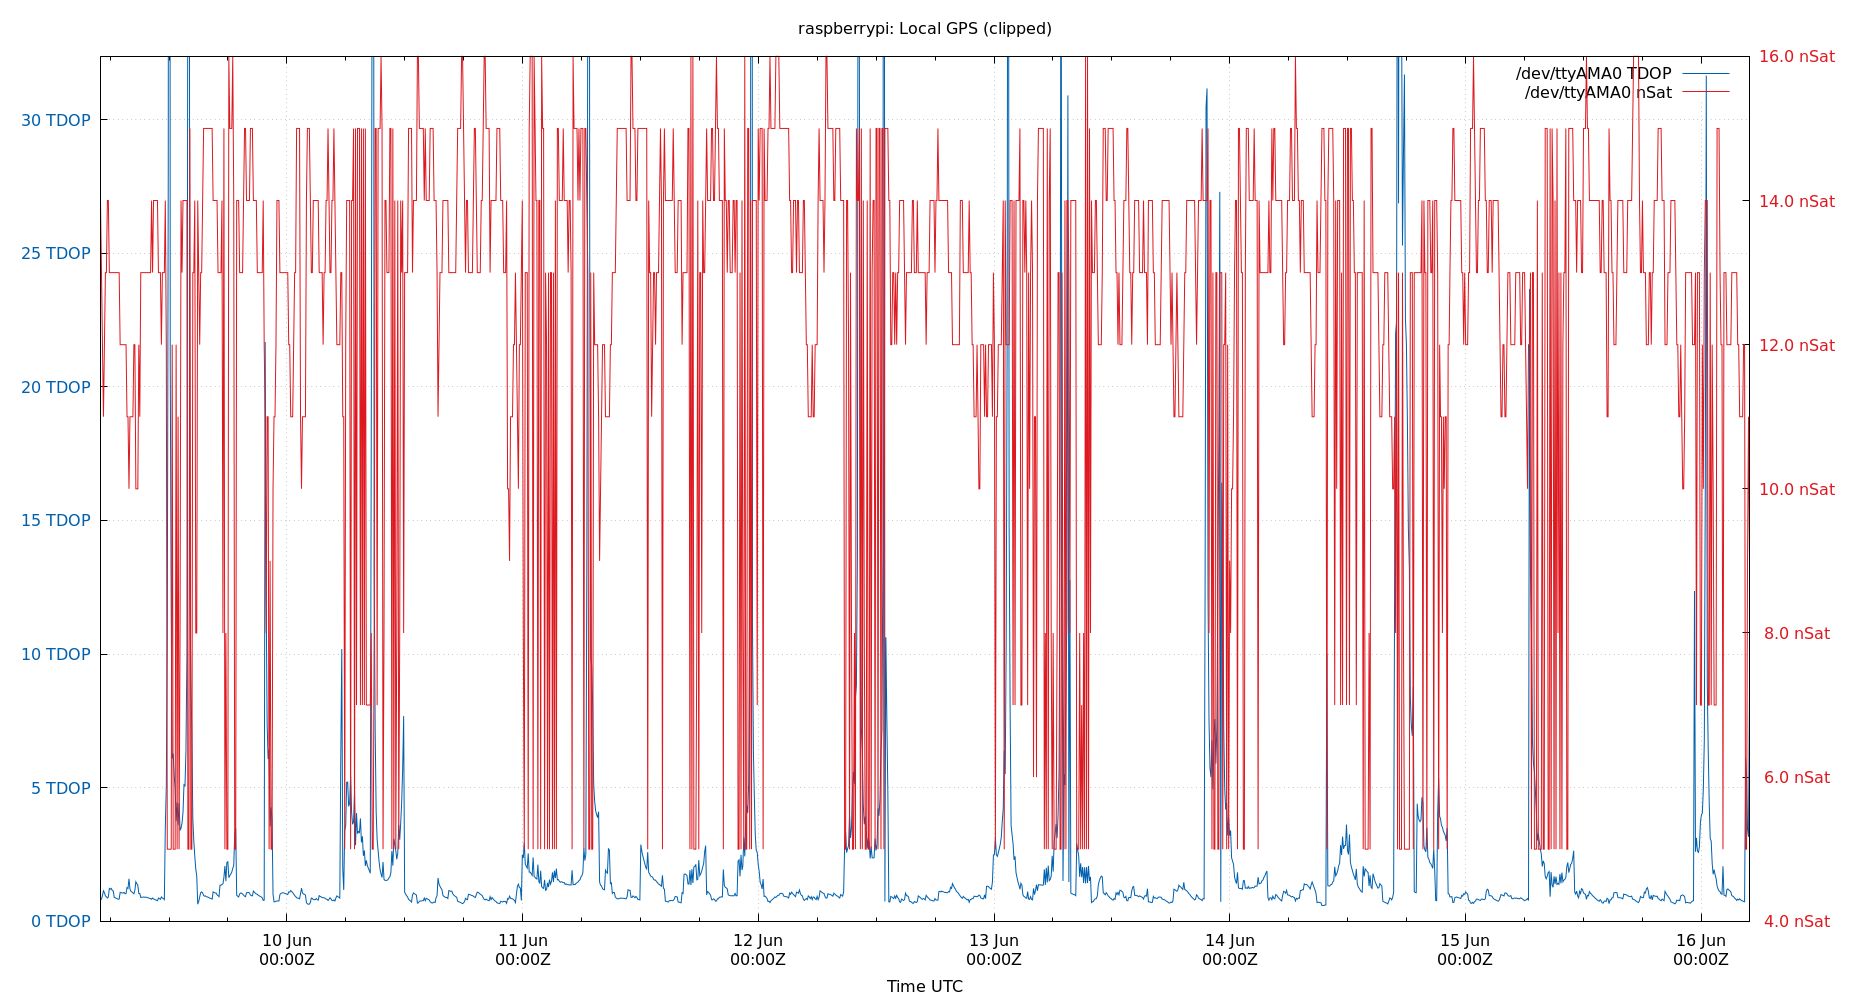 raspberrypi: Local GPS (clipped)
/dev/ttyAMA0 TDOP
/dev/ttyAMA0 nSat
30 TDOP
25 TDOP
20 TDOP
15 TDOP
10 TDOP
5 TDOP
0 TDOP
16.0 nSat
14.0 nSat
12.0 nSat
10.0 nSat
8.0 nSat
6.0 nSat
4.0 nSat
10 Jun 11 Jun 12 Jun 13 Jun 14 Jun 15 Jun 16 Jun
00:00Z 00:00Z 00:00Z 00:00Z 00:00Z 00:00Z 00:00Z
Time UTC